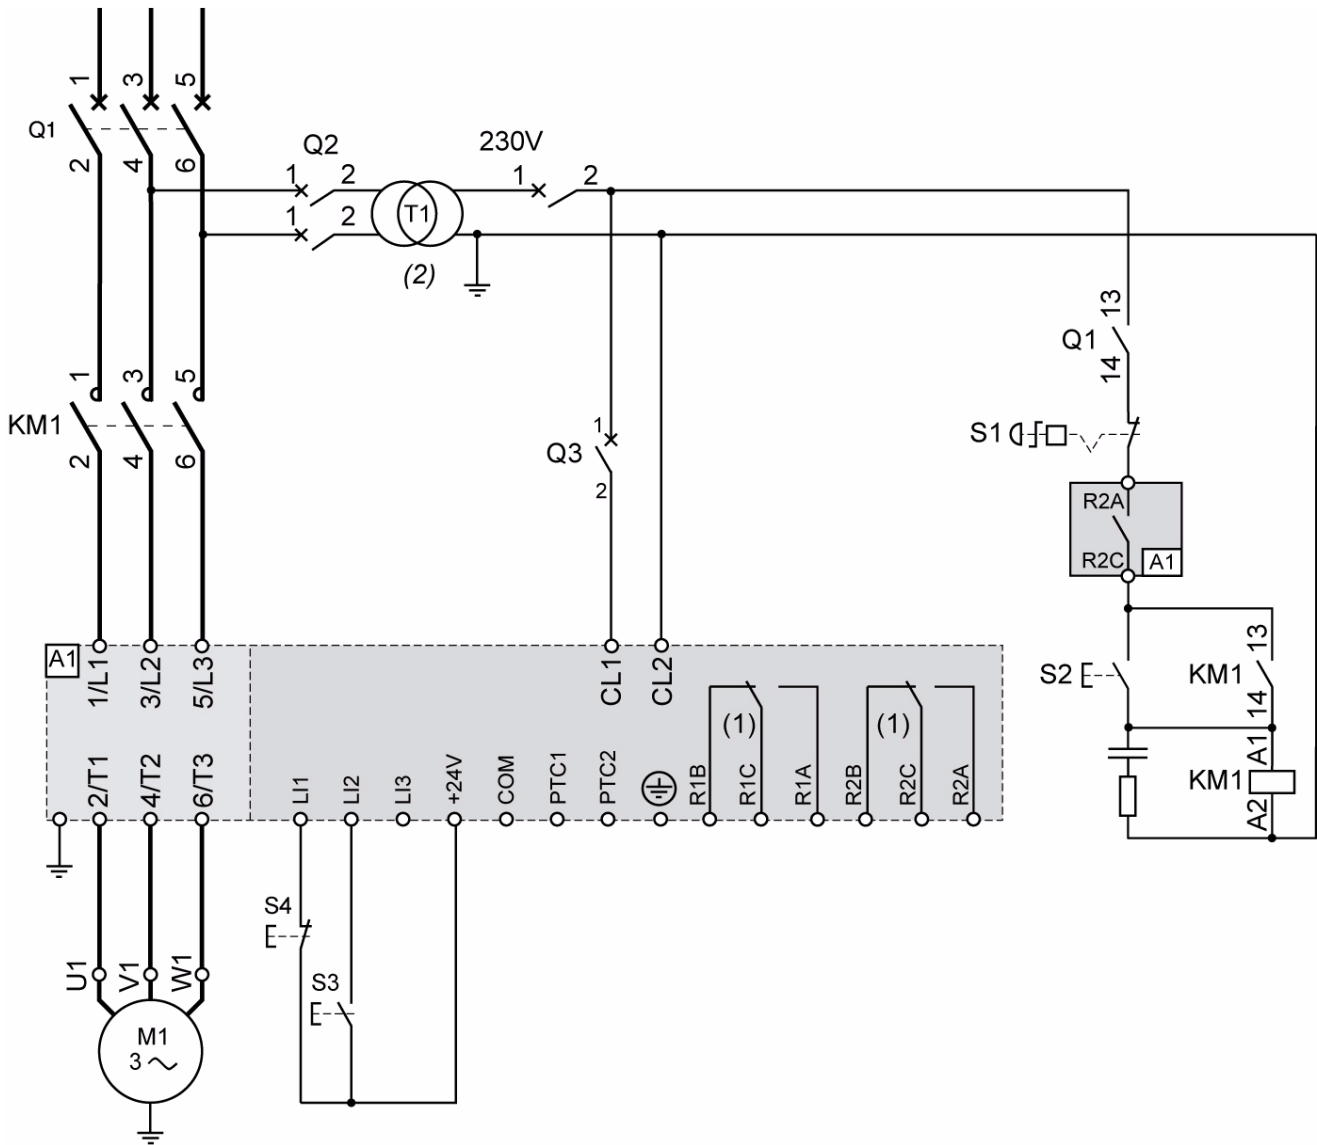 1 3 5
Q1
2 4 6
Q2
230V
1 2
1 2
1 2
T1
(2)
13
Q1
14
1 3 5
KM1
2 4 6
1
Q3
2
S1
R2A
R2C
A1
A1
1/L1
3/L2
5/L3
CL1
CL2
13
S2
KM1
14
(1)
(1)
2/T1
4/T2
6/T3
LI1
LI2
LI3
+24V
COM
PTC1
PTC2
R1B
R1C
R1A
R2B
R2C
R2A
A1
KM1
A2
S4
S3
U1
V1
W1
M1
3